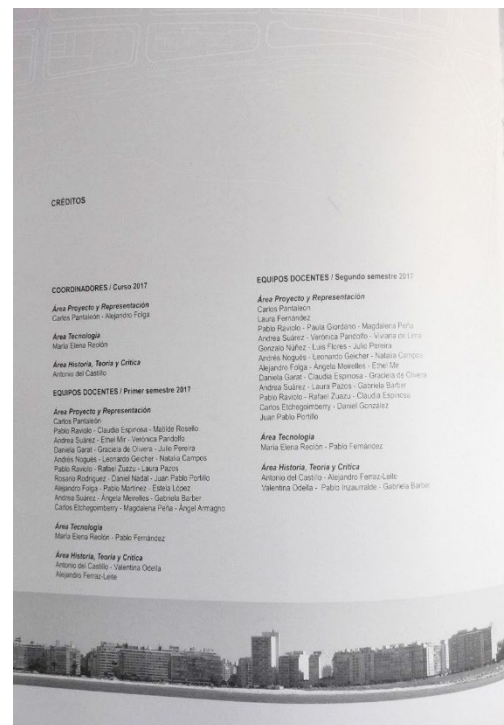 CRÉDITOS
COORDINADORES / Curso 2017
Área Proyecto y Representación
Carlos Pantaleón - Alejandro Folga
Área Tecnología
María Elena Reolón
Área Historia, Teoría y Crítica
Antonio del Castillo
EQUIPOS DOCENTES / Primer semestre 2017
Área Proyecto y Representación
Carlos Pantaleón
Pablo Raviolo - Claudia Espinosa - Matilde Rosello
Andrea Suárez - Ethel Mir - Verónica Pandolfo
Daniela Garat - Graciela de Olivera - Julio Pereira
Andrés Nogués - Leonardo Geicher - Natalia Campos
Pablo Raviolo - Rafael Zuazu - Laura Pazos
Rosario Rodríguez - Daniel Nadal - Juan Pablo Portillo
Alejandro Folga - Pablo Martínez - Estela López
Andrea Suárez - Ángela Meirelles - Gabriela Barber
Carlos Etchegoimberry - Magdalena Peña - Ángel Armagno
Área Tecnología
María Elena Reolón - Pablo Fernández
Área Historia, Teoría y Crítica
Antonio del Castillo - Valentina Odella
Alejandro Ferraz-Leite
EQUIPOS DOCENTES / Segundo semestre 2017
Área Proyecto y Representación
Carlos Pantaleón
Laura Fernández
Pablo Raviolo - Paula Giordano - Magdalena Peña
Andrea Suárez - Verónica Pandolfo - Viviana de Lima
Gonzalo Núñez - Luis Flores - Julio Pereira
Andrés Nogués - Leonardo Geicher - Natalia Campos
Alejandro Folga - Ángela Meirelles - Ethel Mir
Daniela Garat - Claudia Espinosa - Graciela de Olivera
Andrea Suárez - Laura Pazos - Gabriela Barber
Pablo Raviolo - Rafael Zuazu - Claudia Espinosa
Carlos Etchegoimberry - Daniel González
Juan Pablo Portillo
Área Tecnología
María Elena Reolón - Pablo Fernández
Área Historia, Teoría y Crítica
Antonio del Castillo - Alejandro Ferraz-Leite
Valentina Odella - Pablo Inzaurralde - Gabriela Barber